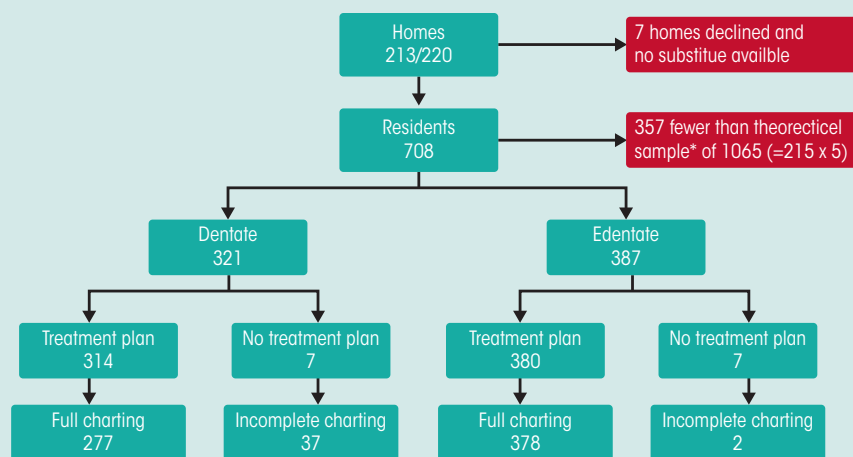 Homes
213/220
7 homes declined and
no substitue availble
Residents
708
357 fewer than theorecticel
sample* of 1065 (=215 x 5)
Dentate
321
Edentate
387
Treatment plan
314
No treatment plan
7
Treatment plan
380
No treatment plan
7
Full charting
277
Incomplete charting
37
Full charting
378
Incomplete charting
2